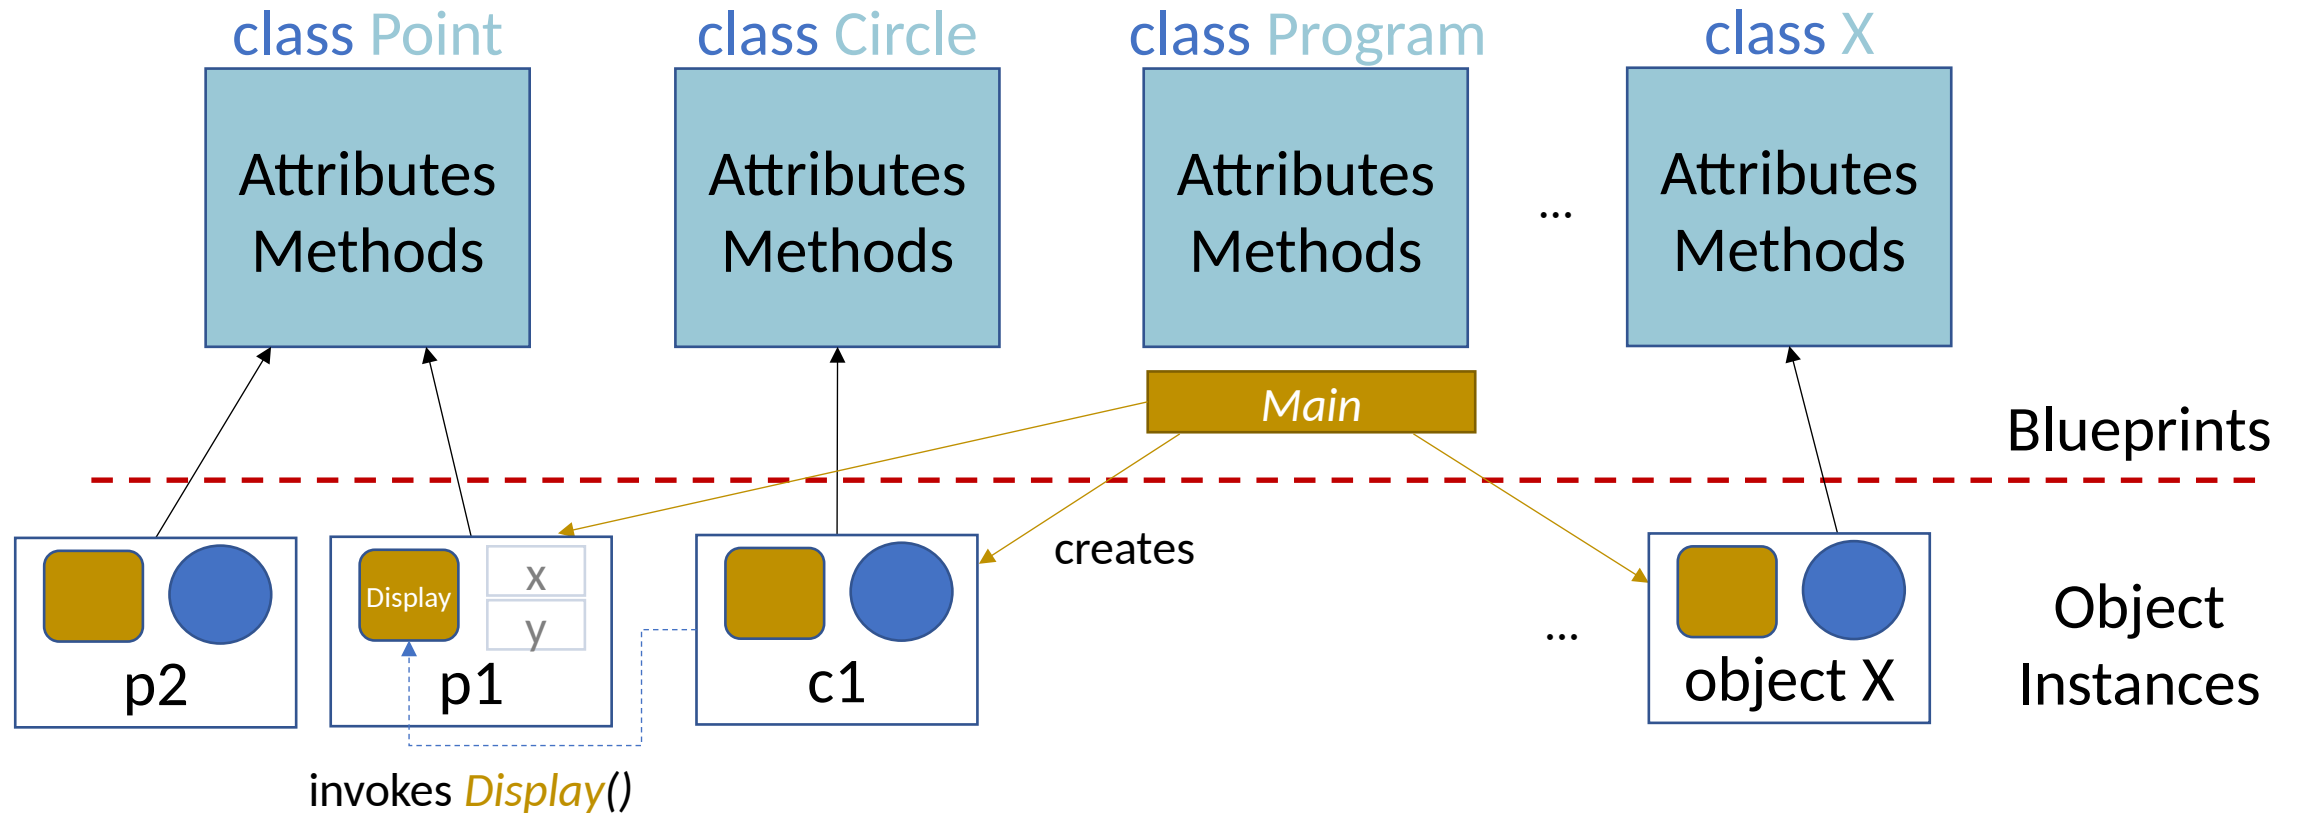 class Point
class Circle
class Program
class X
Attributes
Methods
Attributes
Methods
Attributes
Methods
...
Attributes
Methods
Main
Blueprints
creates
Display
x
y
p2
p1
c1
...
object X
Object
Instances
invokes Display()